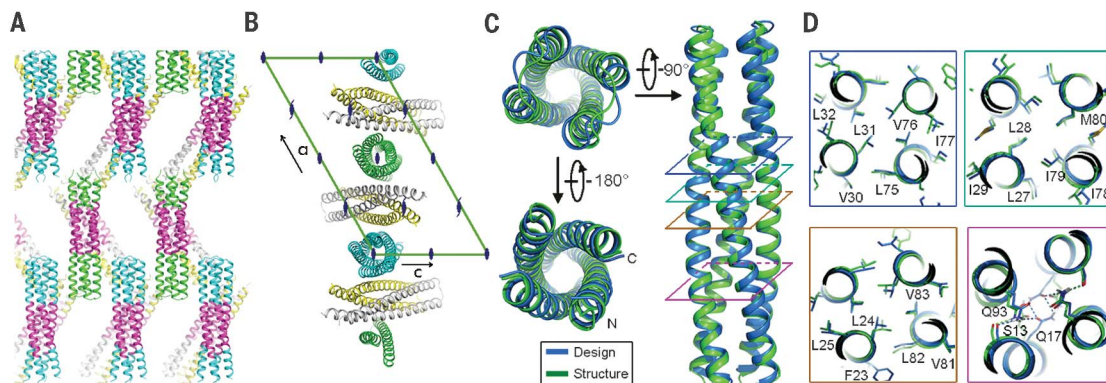 A
B
C
D
a
c
-90°
-180°
C
N
Design
Structure
L32
L31
V76
I77
V30
L75
L28
M80
I29
L27
I79
I78
V83
L24
L25
L82
V81
F23
Q93
S13
Q17